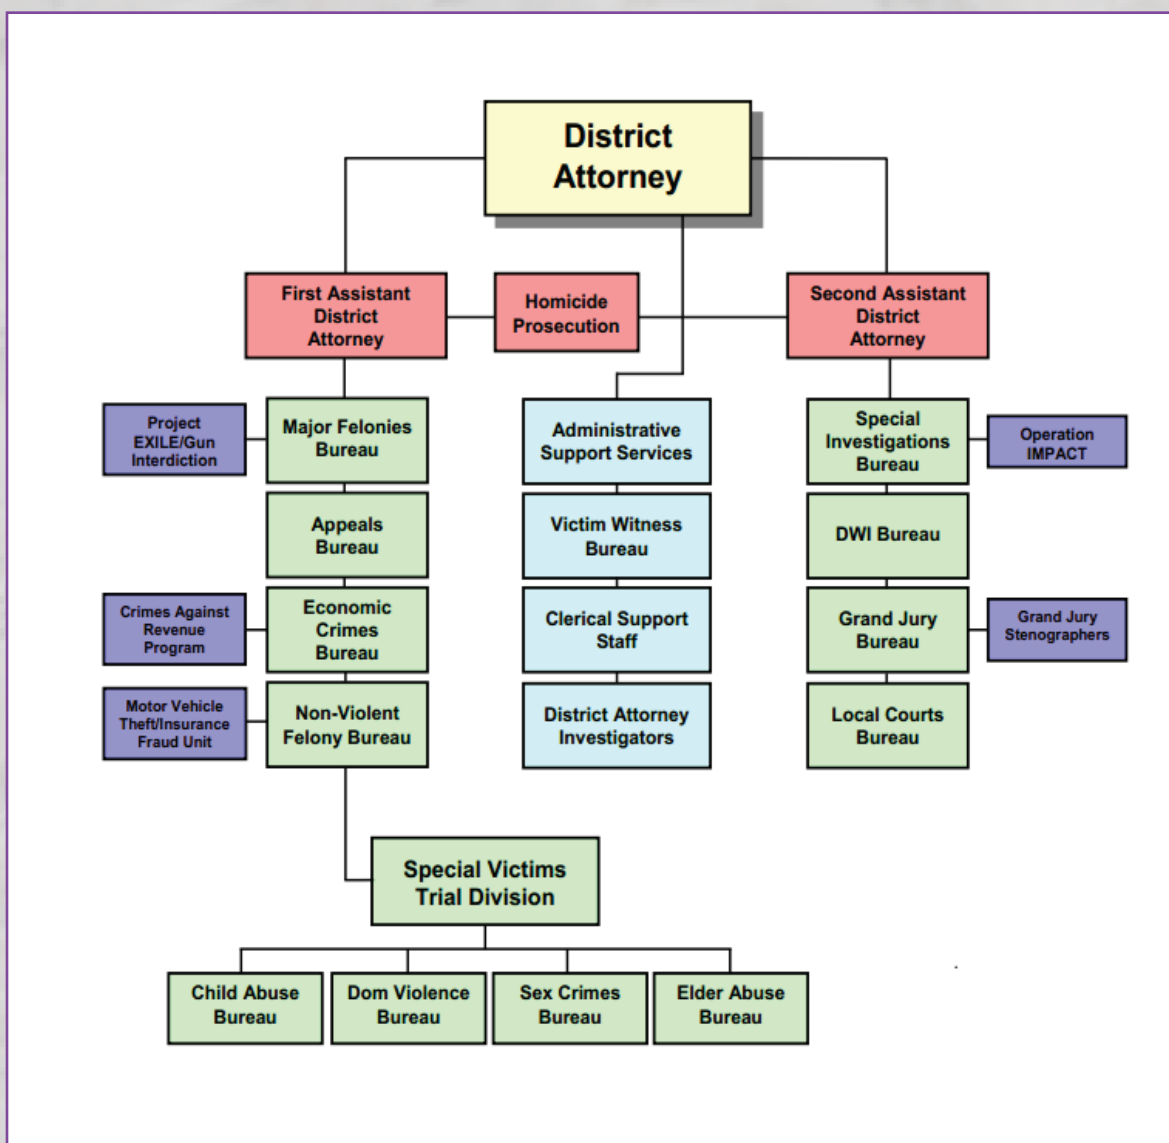 District
Attorney
First Assistant
District
Attorney
Homicide
Prosecution
Second Assistant
District
Attorney
Project
EXILE/Gun
Interdiction
Major Felonies
Bureau
Administrative
Support Services
Special
Investigations
Bureau
Operation
IMPACT
Appeals
Bureau
Victim Witness
Bureau
DWI Bureau
Crimes Against
Revenue
Program
Economic
Crimes
Bureau
Clerical Support
Staff
Grand Jury
Bureau
Grand Jury
Stenographers
Motor Vehicle
Theft/Insurance
Fraud Unit
Non-Violent
Felony Bureau
District Attorney
Investigators
Local Courts
Bureau
Special Victims
Trial Division
Child Abuse
Bureau
Dom Violence
Bureau
Sex Crimes
Bureau
Elder Abuse
Bureau